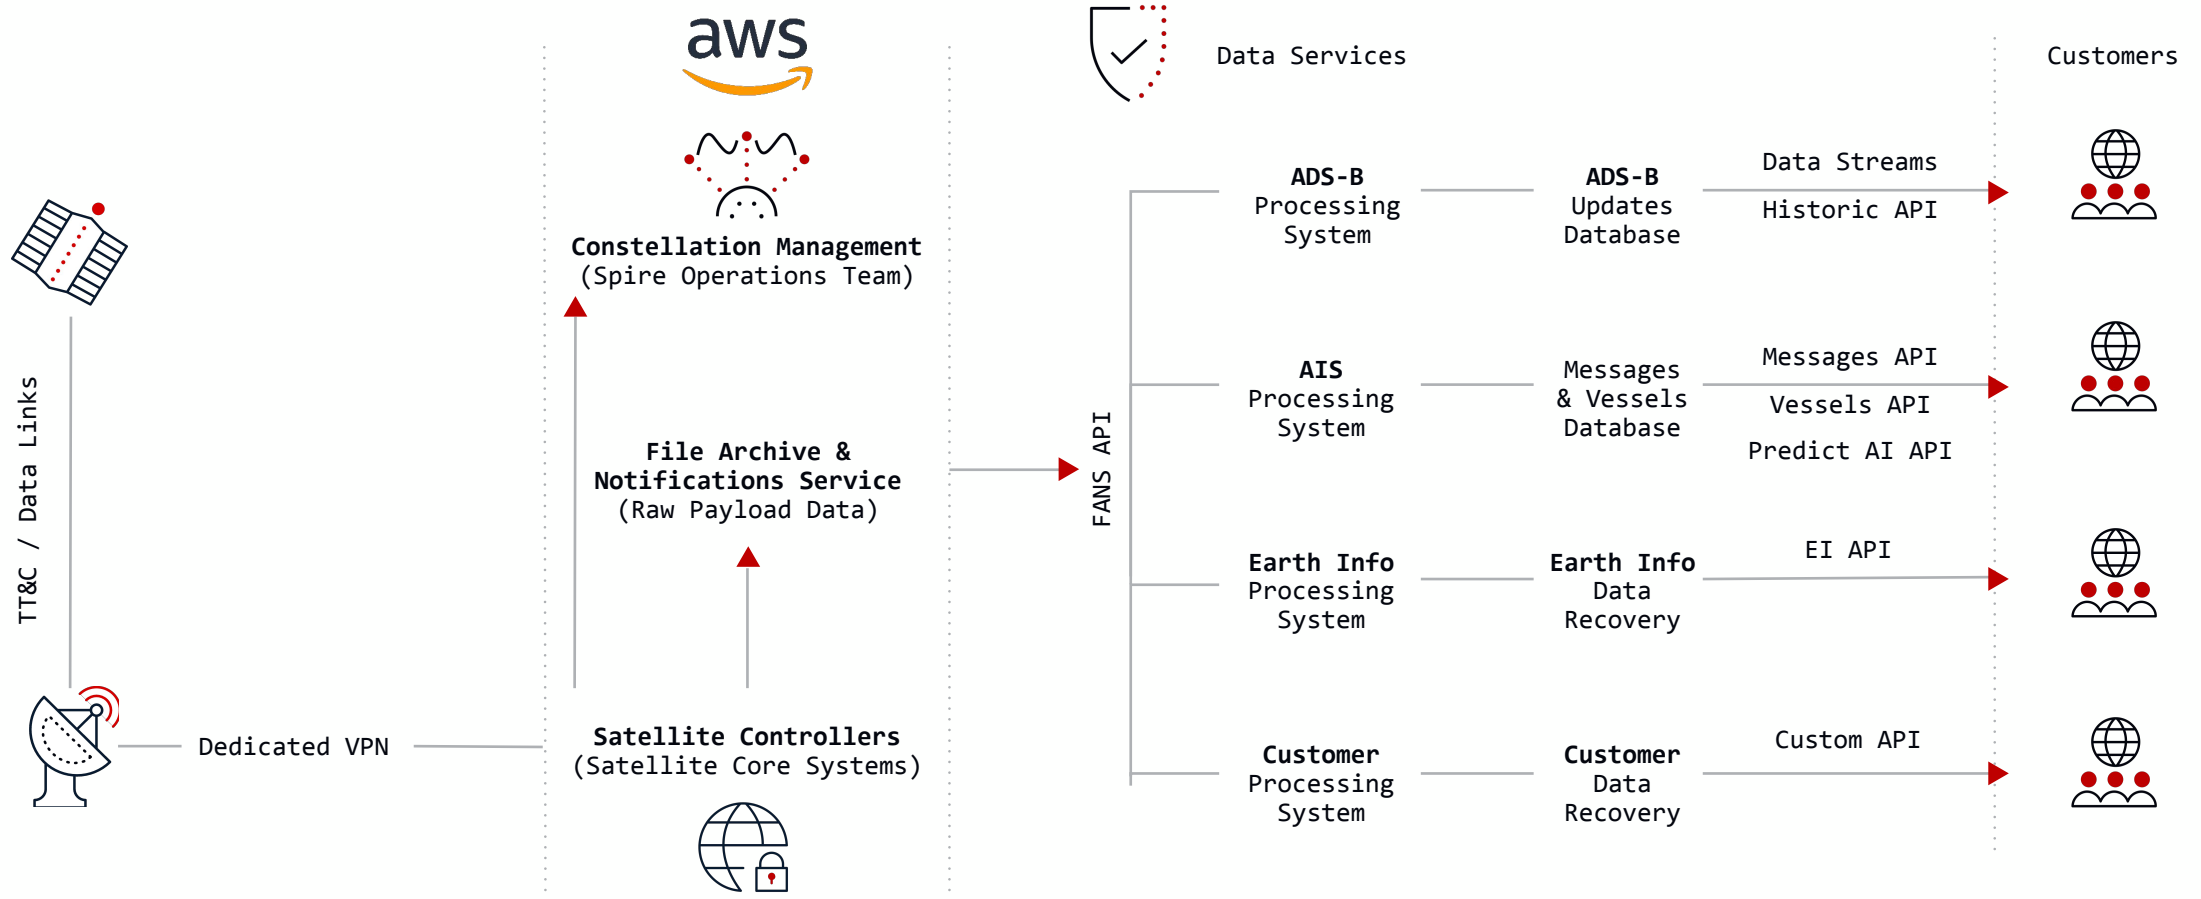 aws
Data Services
Customers
TT&C / Data Links
Dedicated VPN
Constellation Management
(Spire Operations Team)
File Archive &
Notifications Service
(Raw Payload Data)
Satellite Controllers
(Satellite Core Systems)
FANS API
ADS-B
Processing
System
ADS-B
Updates
Database
Data Streams
Historic API
AIS
Processing
System
Messages
& Vessels
Database
Messages API
Vessels API
Predict AI API
Earth Info
Processing
System
Earth Info
Data
Recovery
EI API
Customer
Processing
System
Customer
Data
Recovery
Custom API